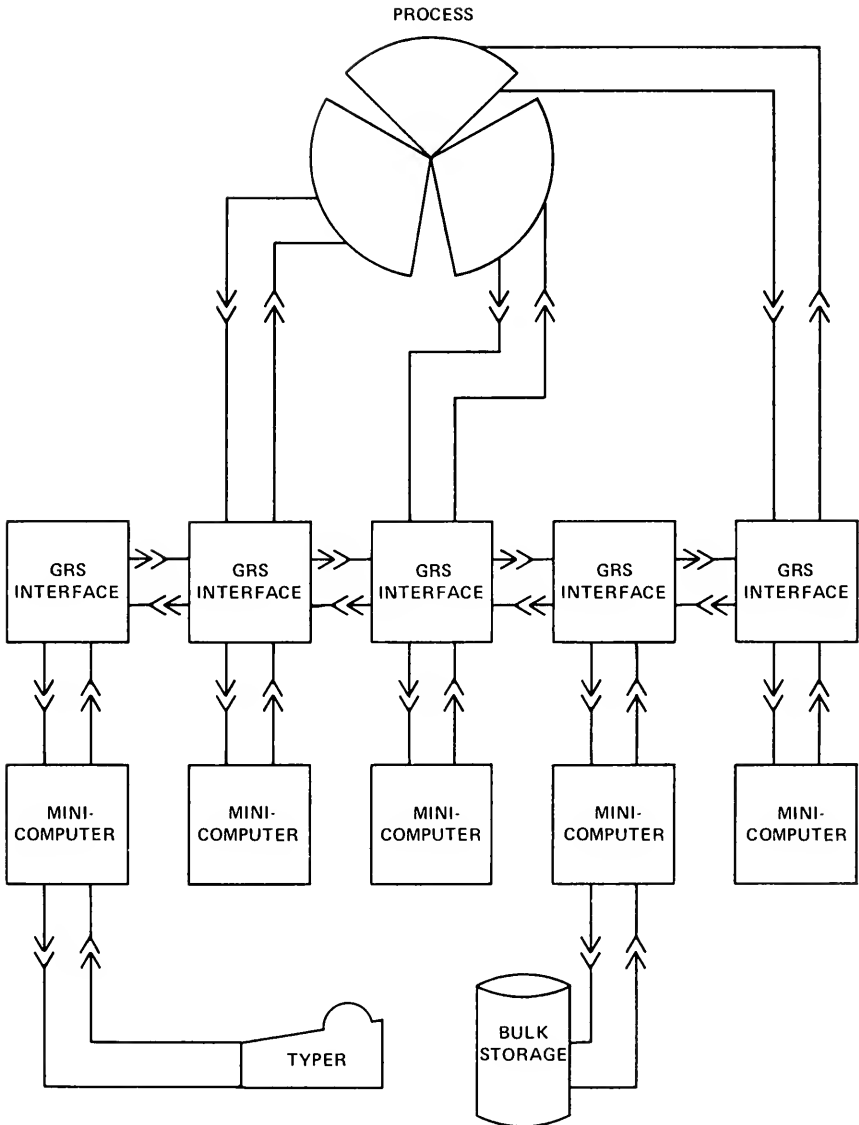 PROCESS
GRS
INTERFACE
GRS
INTERFACE
GRS
INTERFACE
GRS
INTERFACE
GRS
INTERFACE
MINI-
COMPUTER
MINI-
COMPUTER
MINI-
COMPUTER
MINI-
COMPUTER
MINI-
COMPUTER
TYPER
BULK
STORAGE